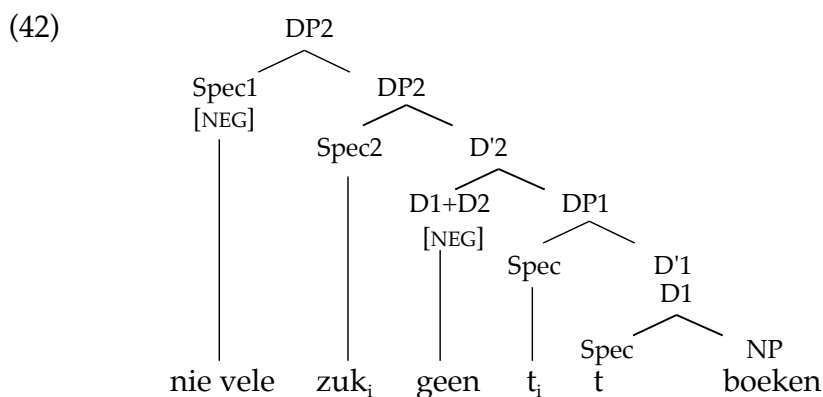 (42) DP2
Spec1 DP2
[NEG]
Spec2 D'2
D1+D2 DP1
[NEG]
Spec D'1
D1
Spec NP
nie vele zukᵢ geen tᵢ t boeken